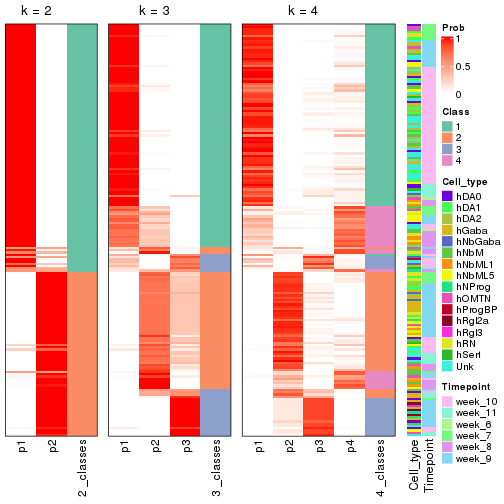 k = 2
k = 3
k = 4
p1
p2
2_classes
p1
p2
p3
3_classes
p1
p2
p3
p4
4_classes
Cell_type
Timepoint
Prob
1
0.5
0
Class
1
2
3
4
Cell_type
hDA0
hDA1
hDA2
hGaba
hNbGaba
hNbM
hNbML1
hNbML5
hNProg
hOMTN
hProgBP
hRgl2a
hRgl3
hRN
hSert
Unk
Timepoint
week_10
week_11
week_6
week_7
week_8
week_9